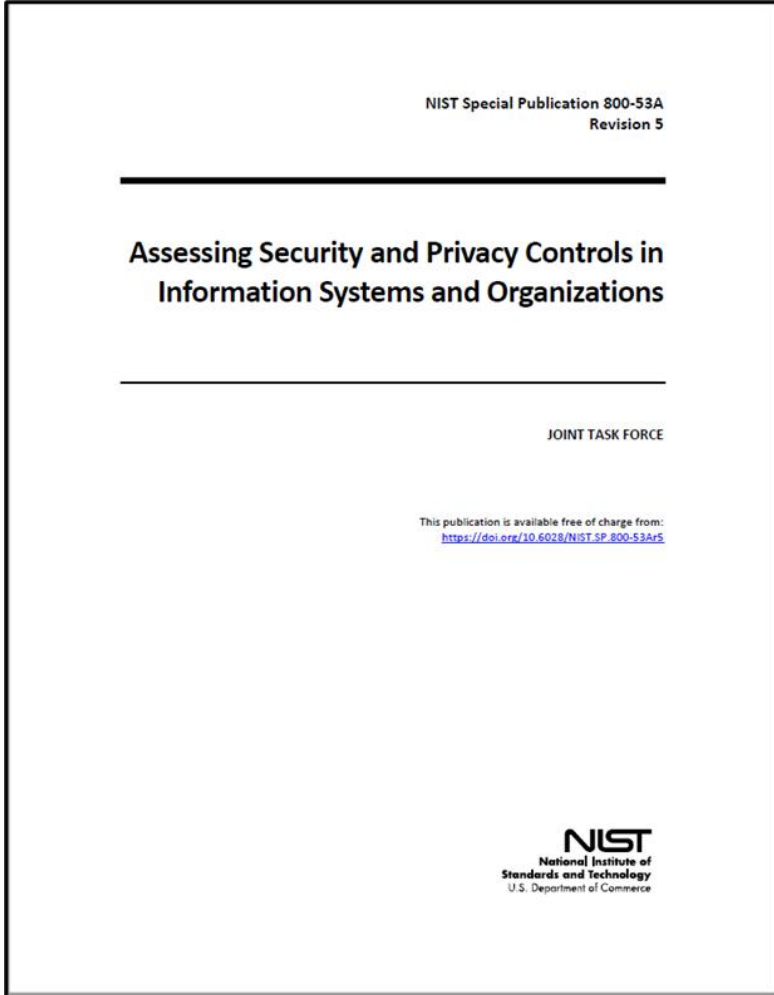 NIST Special Publication 800-53A
Revision 5
Assessing Security and Privacy Controls in
Information Systems and Organizations
JOINT TASK FORCE
This publication is available free of charge from:
https://doi.org/10.6028/NIST.SP.800-53Ar5
NIST
National Institute of
Standards and Technology
U.S. Department of Commerce